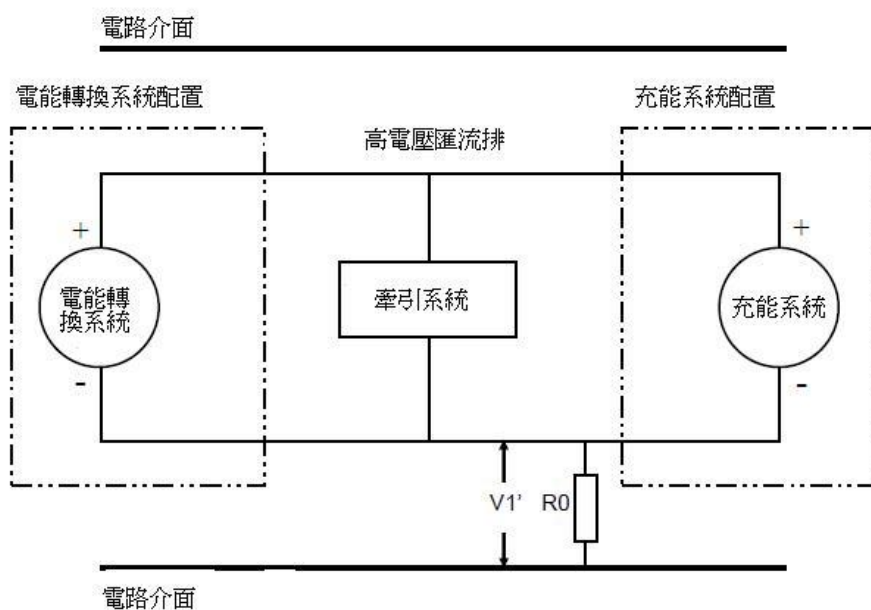 電路介面
電能轉換系統配置
充能系統配置
高電壓匯流排
+
+
電能轉
換系統
牽引系統
充能系統
-
-
V1’
R0
電路介面